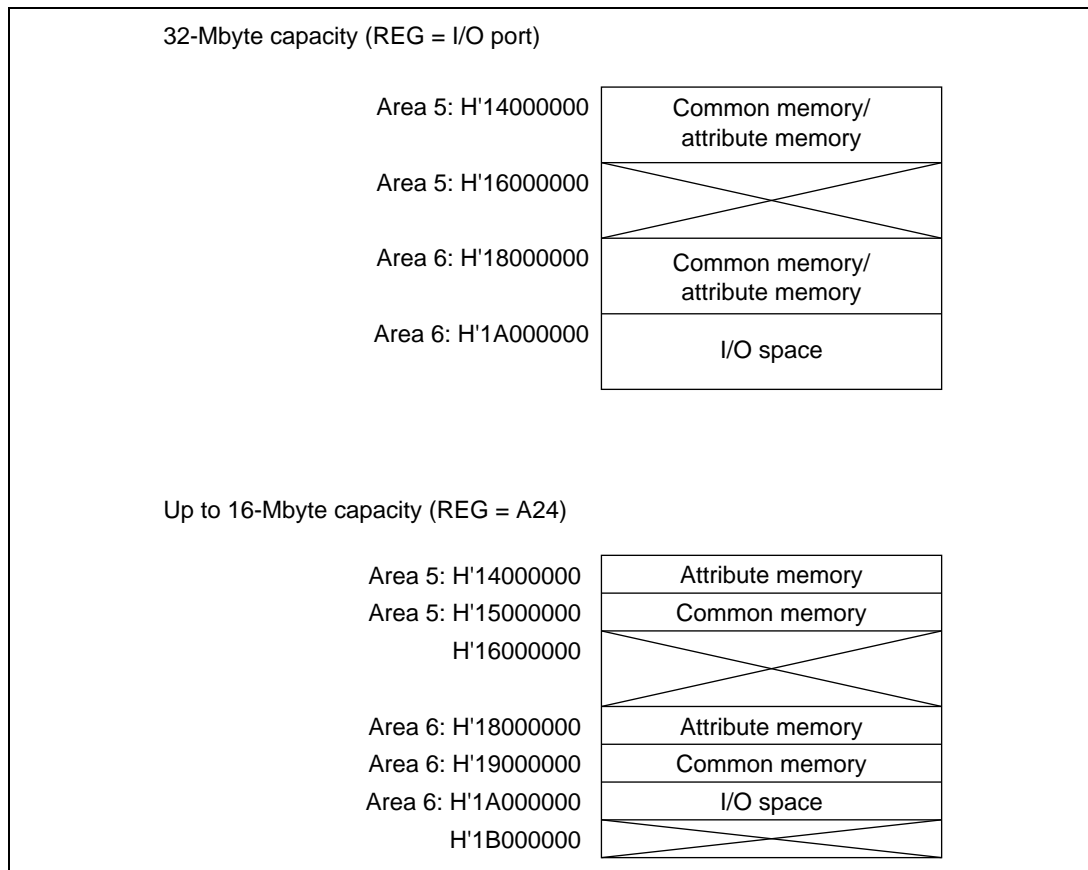 32-Mbyte capacity (REG = I/O port)
Area 5: H'14000000
Common memory/
attribute memory
Area 5: H'16000000
Area 6: H'18000000
Common memory/
attribute memory
Area 6: H'1A000000
I/O space
Up to 16-Mbyte capacity (REG = A24)
Area 5: H'14000000
Attribute memory
Area 5: H'15000000
Common memory
H'16000000
Area 6: H'18000000
Attribute memory
Area 6: H'19000000
Common memory
Area 6: H'1A000000
I/O space
H'1B000000